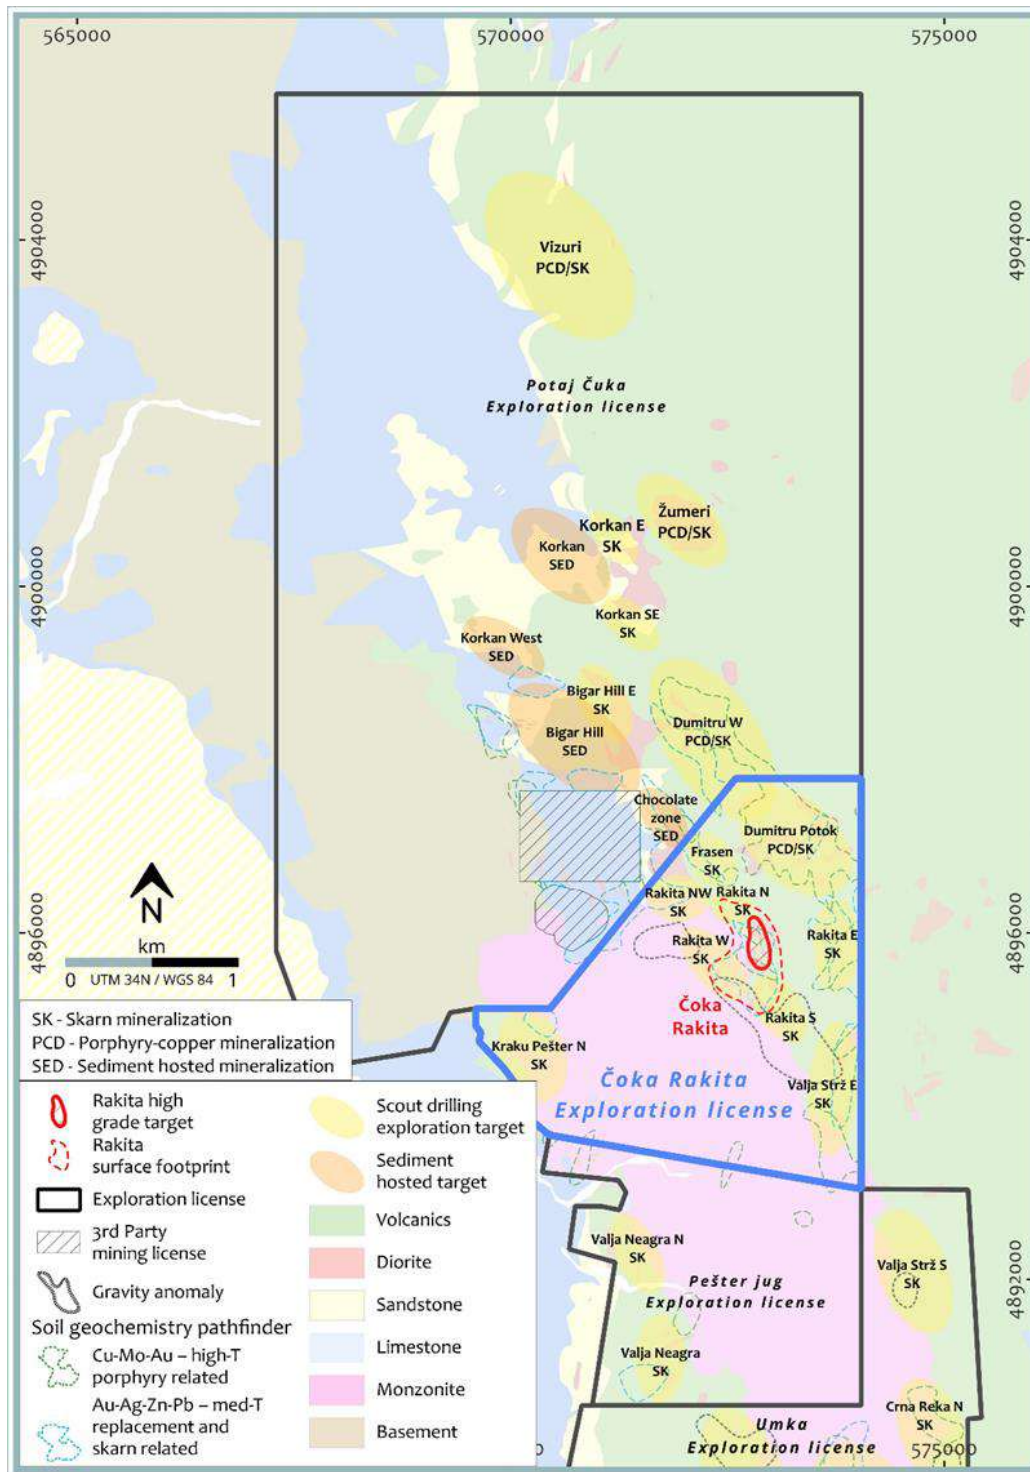 565000
570000
575000
4904000
4904000
Vizuri
PCD/SK
Potaj Čuka
Exploration license
Žumeri
PCD/SK
Korkan E
SK
Korkan
SED
4900000
4900000
Korkan SE
SK
Korkan West
SED
Bigar Hill E
SK
Bigar Hill
SED
Dumitru W
PCD/SK
Chocolate
zone
SED
Dumitru Potok
PCD/SK
Frasen
SK
Rakita NW
SK
Rakita N
SK
4896000
4896000
Rakita W
SK
Rakita E
SK
N
km
0
UTM 34N / WGS 84
1
Čoka
Rakita
Rakita S
SK
Kraku Pešter N
SK
Čoka Rakita
Exploration license
Valja Strž E
SK
SK - Skarn mineralization
PCD - Porphyry-copper mineralization
SED - Sediment hosted mineralization
Rakita high
grade target
Rakita
surface footprint
Exploration license
3rd Party
mining license
Gravity anomaly
Soil geochemistry pathfinder
Cu-Mo-Au – high-T
porphyry related
Au-Ag-Zn-Pb – med-T
replacement and
skarn related
Scout drilling
exploration target
Sediment
hosted target
Volcanics
Diorite
Sandstone
Limestone
Monzonite
Basement
Valja Neagra N
SK
Pešter jug
Exploration license
Valja Strž S
SK
4892000
Valja Neagra
SK
Crna Reka N
SK
Umka
Exploration license
575000